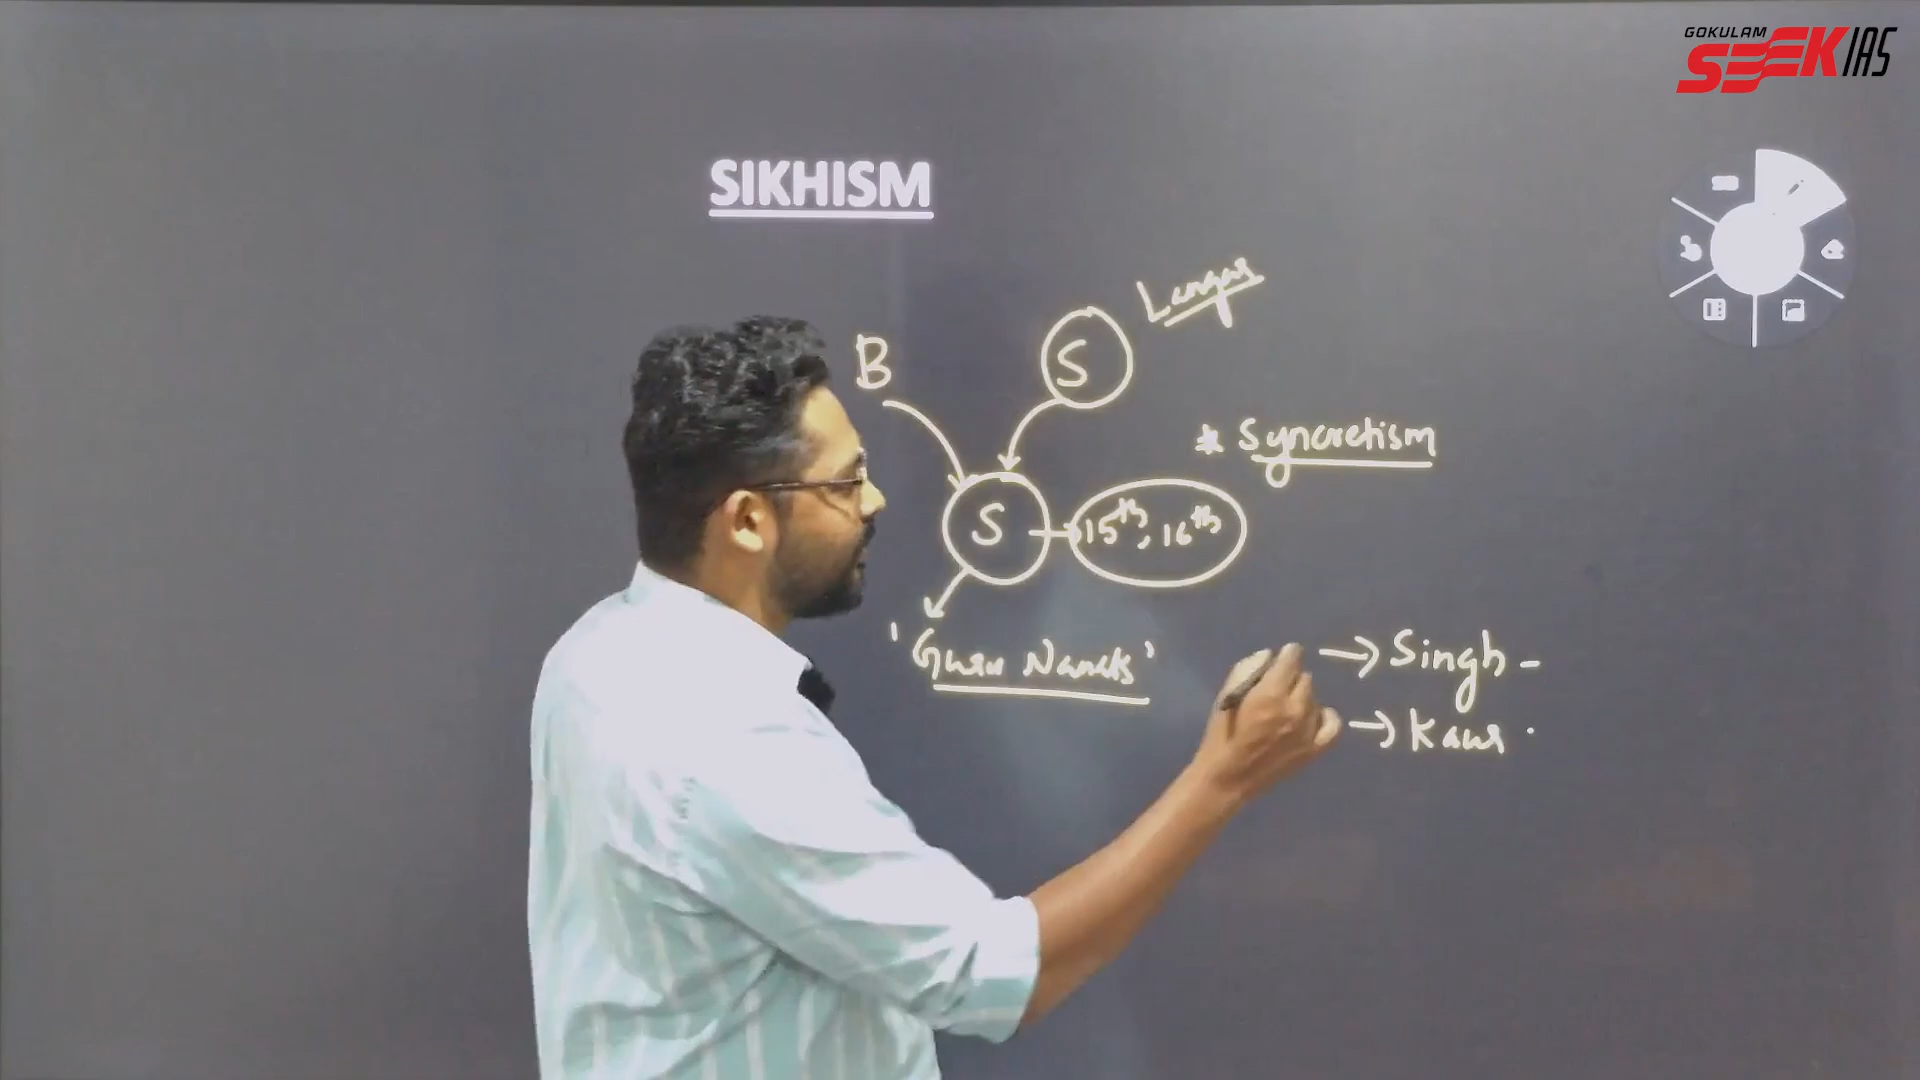 GOKULAM
SEEK IAS
SIKHISM
Langar
B
S
* Syncretism
S
15th, 16th
'Guru Nanak'
→ Singh -
→ Kaur .